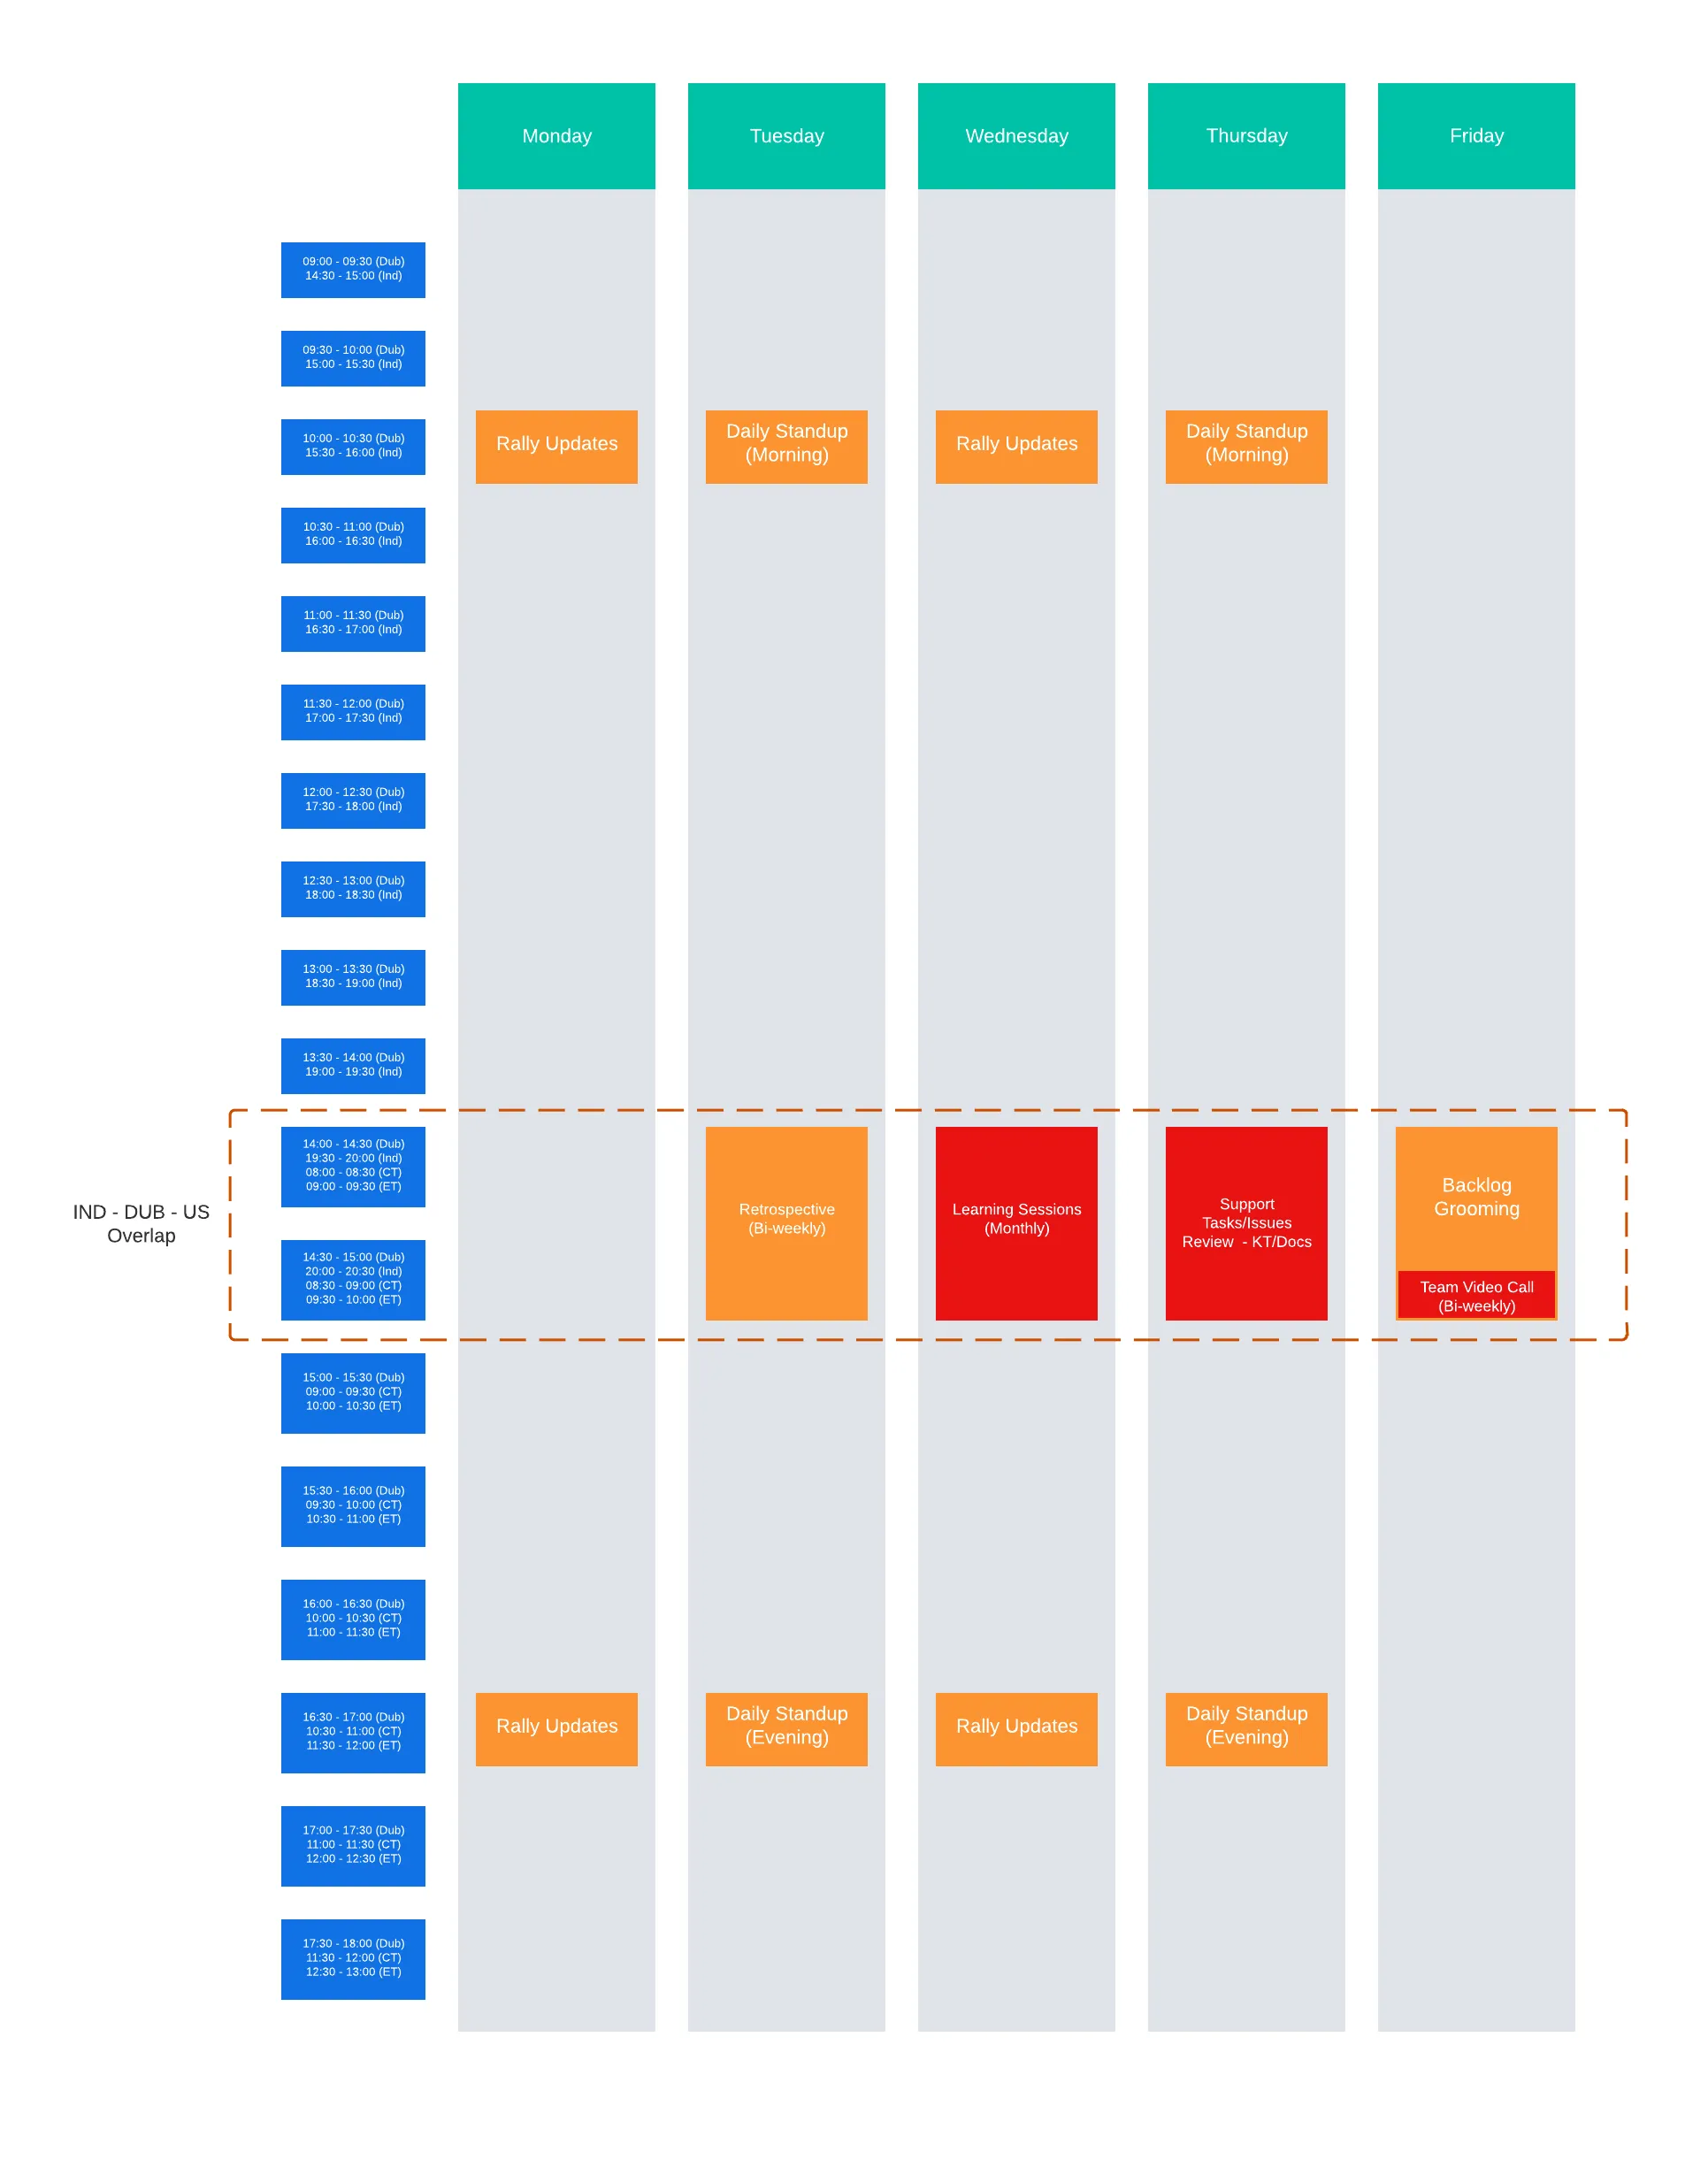 Monday
Tuesday
Wednesday
Thursday
Friday
09:00 - 09:30 (Dub)
14:30 - 15:00 (Ind)
09:30 - 10:00 (Dub)
15:00 - 15:30 (Ind)
10:00 - 10:30 (Dub)
15:30 - 16:00 (Ind)
Rally Updates
Daily Standup
(Morning)
Rally Updates
Daily Standup
(Morning)
10:30 - 11:00 (Dub)
16:00 - 16:30 (Ind)
11:00 - 11:30 (Dub)
16:30 - 17:00 (Ind)
11:30 - 12:00 (Dub)
17:00 - 17:30 (Ind)
12:00 - 12:30 (Dub)
17:30 - 18:00 (Ind)
12:30 - 13:00 (Dub)
18:00 - 18:30 (Ind)
13:00 - 13:30 (Dub)
18:30 - 19:00 (Ind)
13:30 - 14:00 (Dub)
19:00 - 19:30 (Ind)
IND - DUB - US
Overlap
14:00 - 14:30 (Dub)
19:30 - 20:00 (Ind)
08:00 - 08:30 (CT)
09:00 - 09:30 (ET)
14:30 - 15:00 (Dub)
20:00 - 20:30 (Ind)
08:30 - 09:00 (CT)
09:30 - 10:00 (ET)
Retrospective
(Bi-weekly)
Learning Sessions
(Monthly)
Support
Tasks/Issues
Review - KT/Docs
Backlog
Grooming
Team Video Call
(Bi-weekly)
15:00 - 15:30 (Dub)
09:00 - 09:30 (CT)
10:00 - 10:30 (ET)
15:30 - 16:00 (Dub)
09:30 - 10:00 (CT)
10:30 - 11:00 (ET)
16:00 - 16:30 (Dub)
10:00 - 10:30 (CT)
11:00 - 11:30 (ET)
16:30 - 17:00 (Dub)
10:30 - 11:00 (CT)
11:30 - 12:00 (ET)
Rally Updates
Daily Standup
(Evening)
Rally Updates
Daily Standup
(Evening)
17:00 - 17:30 (Dub)
11:00 - 11:30 (CT)
12:00 - 12:30 (ET)
17:30 - 18:00 (Dub)
11:30 - 12:00 (CT)
12:30 - 13:00 (ET)